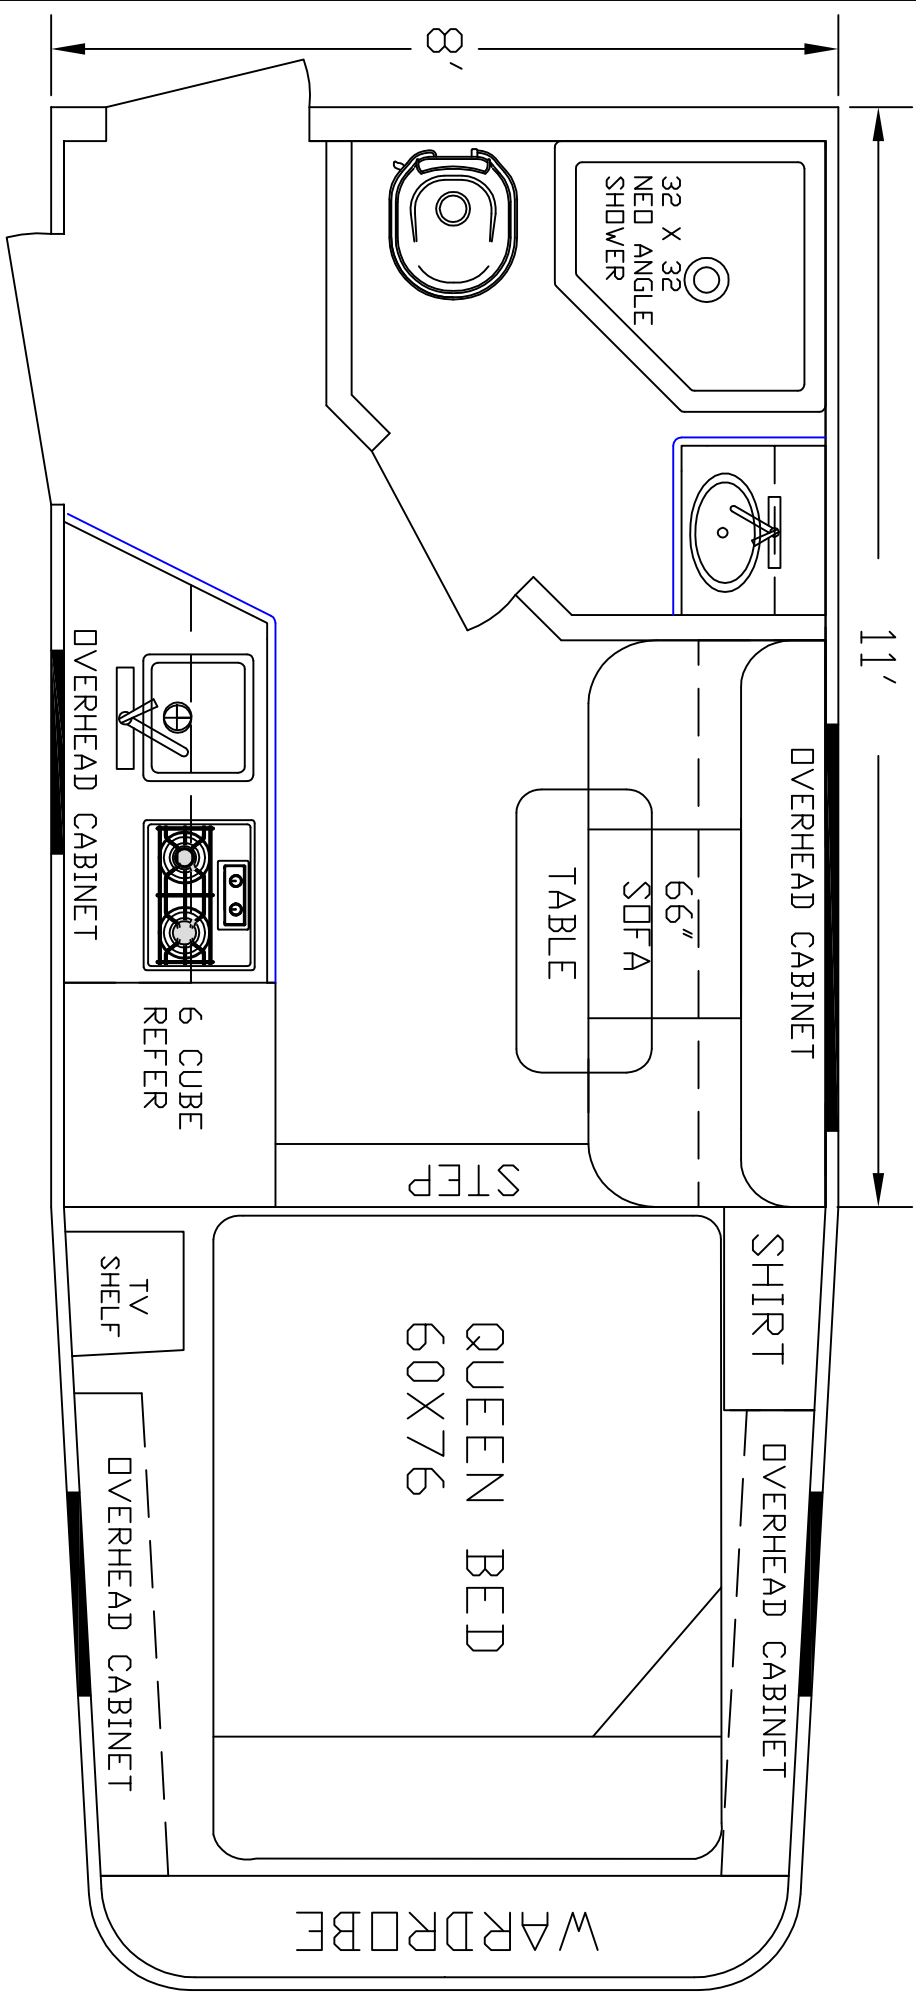 8'
11'
32 X 32
NEO ANGLE
SHOWER
OVERHEAD CABINET
OVERHEAD CABINET
66"
SOFA
TABLE
6 CUBE
REFER
STEP
TV
SHELF
SHIRT
QUEEN BED
60X76
OVERHEAD CABINET
OVERHEAD CABINET
WARDROBE